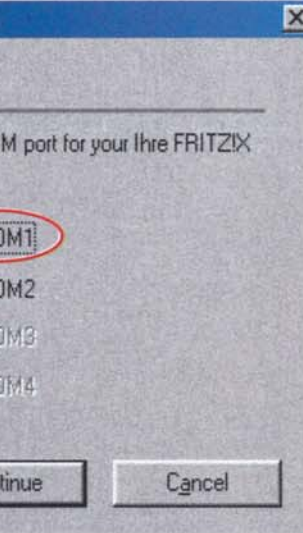 M port for your Ihre FRITZ!X
OM1
OM2
OM3
OM4
tinue
Cancel